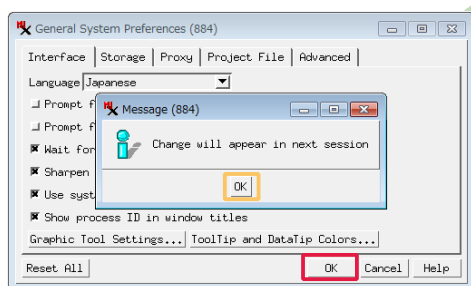 General System Preferences (884)
Interface Storage Proxy Project File Advanced
Language Japanese
Prompt f
Prompt f
Wait for
Sharpen
Use syst
Message (884)
Change will appear in next session
OK
Show process ID in window titles
Graphic Tool Settings... ToolTip and DataTip Colors...
Reset All OK Cancel Help